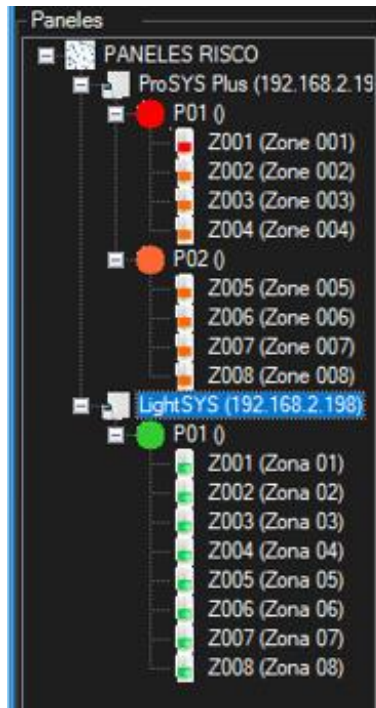 Paneles
PANELES RISCO
ProSYS Plus (192.168.2.19
P01 ()
Z001 (Zone 001)
Z002 (Zone 002)
Z003 (Zone 003)
Z004 (Zone 004)
P02 ()
Z005 (Zone 005)
Z006 (Zone 006)
Z007 (Zone 007)
Z008 (Zone 008)
LightSYS (192.168.2.198)
P01 ()
Z001 (Zona 01)
Z002 (Zona 02)
Z003 (Zona 03)
Z004 (Zona 04)
Z005 (Zona 05)
Z006 (Zona 06)
Z007 (Zona 07)
Z008 (Zona 08)